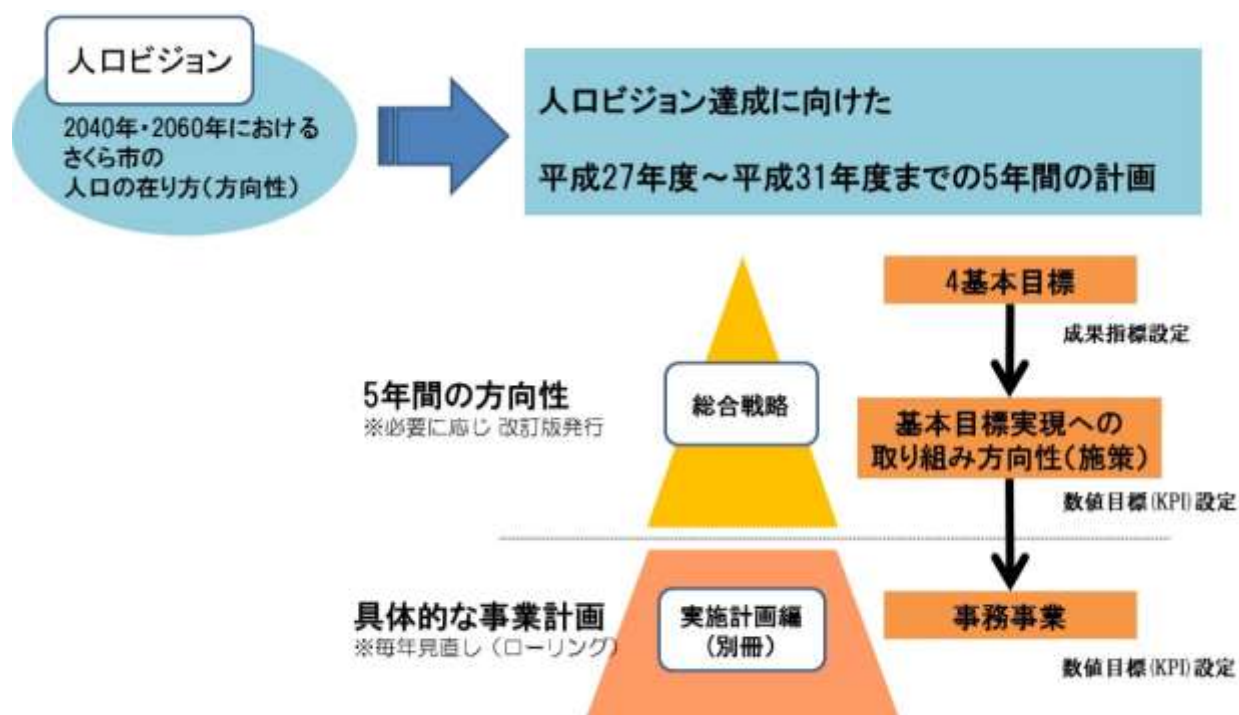 人口ビジョン
2040年・2060年における
さくら市の
人口の在り方(方向性)
人口ビジョン達成に向けた
平成27年度～平成31年度までの5年間の計画
4基本目標
成果指標設定
5年間の方向性
※必要に応じ 改訂版発行
総合戦略
基本目標実現への
取り組み方向性(施策)
数値目標(KPI)設定
具体的な事業計画
※毎年見直し(ローリング)
実施計画編
(別冊)
事務事業
数値目標(KPI)設定